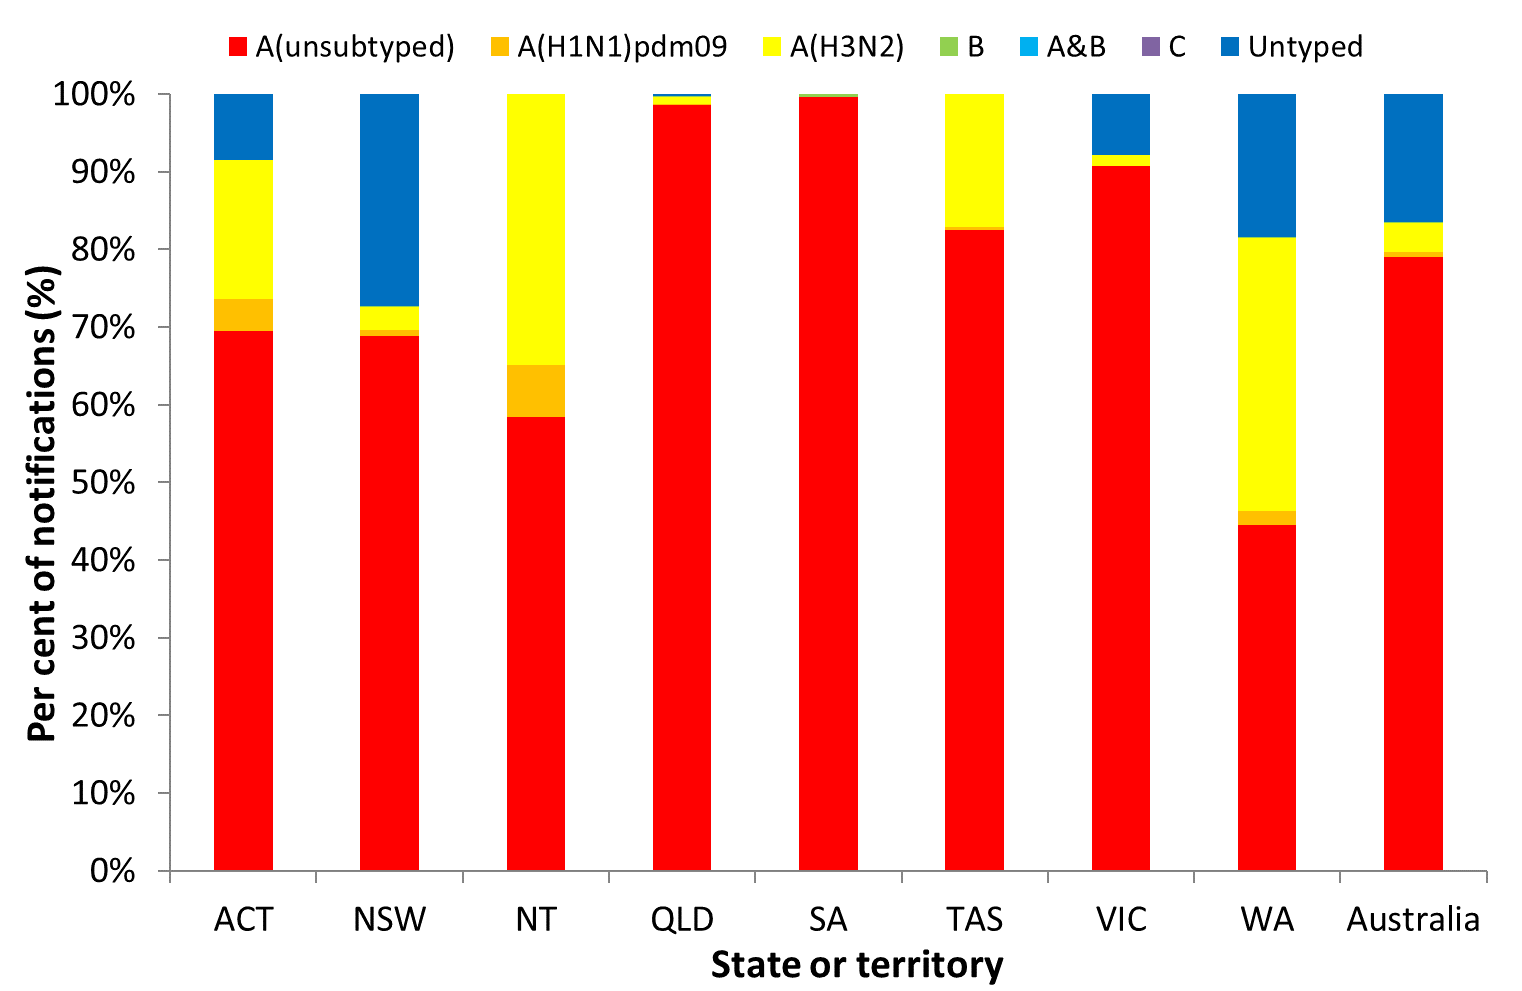 A(unsubtyped) A(H1N1)pdm09 A(H3N2) B A&B C Untyped
100%
90%
80%
70%
60%
50%
40%
30%
20%
10%
0%
Per cent of notifications (%)
ACT NSW NT QLD SA TAS VIC WA Australia
State or territory